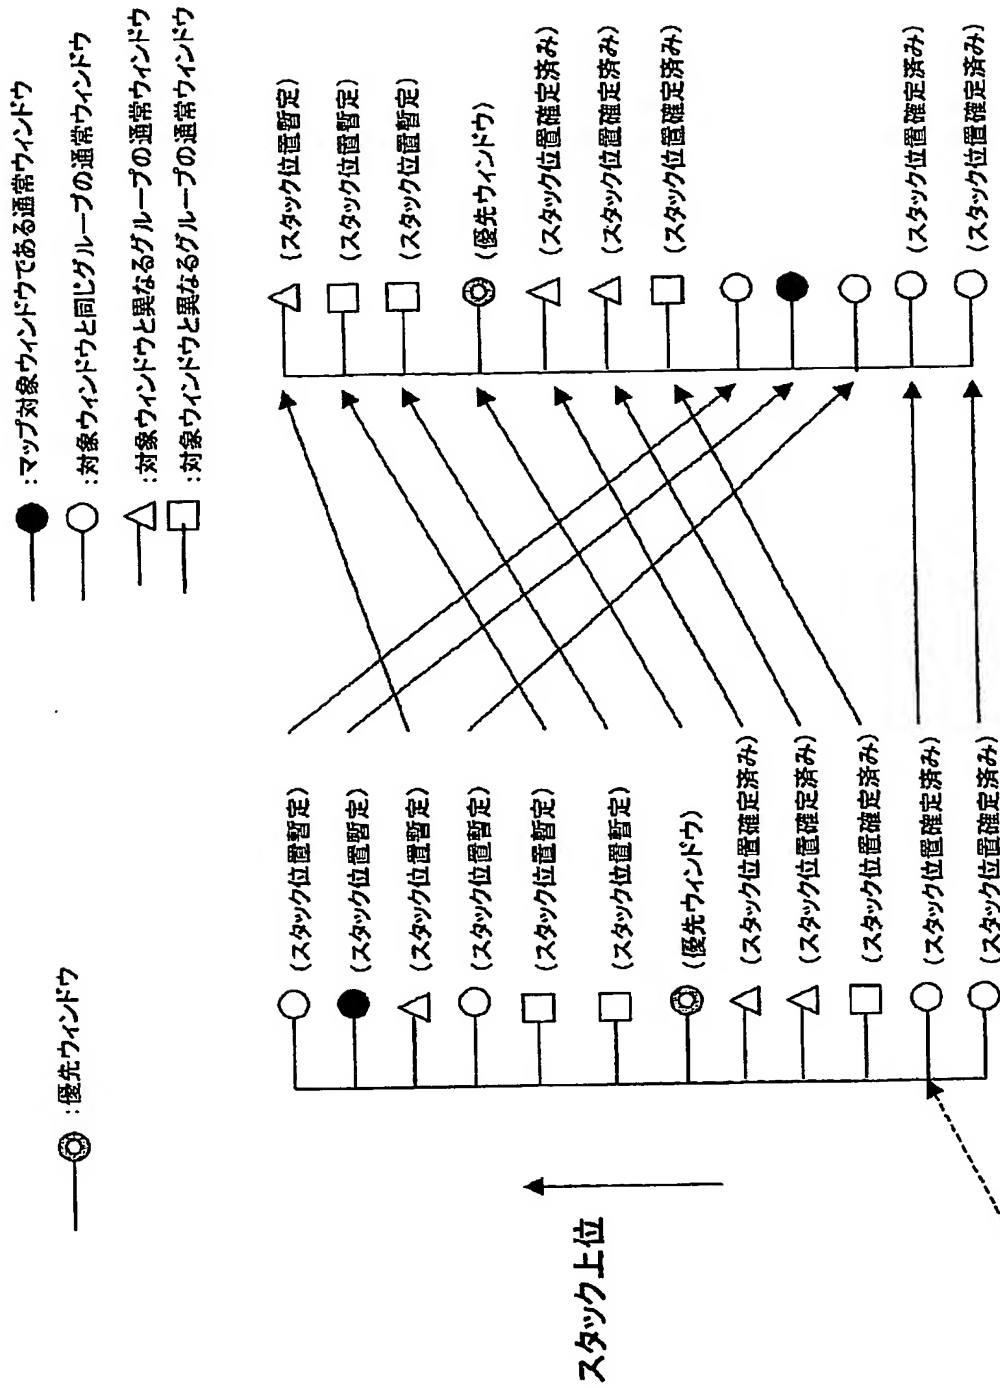 :マップ対象ウィンドウである通常ウィンドウ
:対象ウィンドウと同じグループの通常ウィンドウ
:対象ウィンドウと異なるグループの通常ウィンドウ
:対象ウィンドウと異なるグループの通常ウィンドウ
:優先ウィンドウ
スタック上位
(スタック位置暫定)
(スタック位置暫定)
(スタック位置暫定)
(スタック位置暫定)
(スタック位置暫定)
(スタック位置暫定)
(優先ウィンドウ)
(スタック位置確定済み)
(スタック位置確定済み)
(スタック位置確定済み)
(スタック位置確定済み)
(スタック位置確定済み)
(スタック位置暫定)
(スタック位置暫定)
(スタック位置暫定)
(優先ウィンドウ)
(スタック位置確定済み)
(スタック位置確定済み)
(スタック位置確定済み)
(スタック位置確定済み)
(スタック位置確定済み)